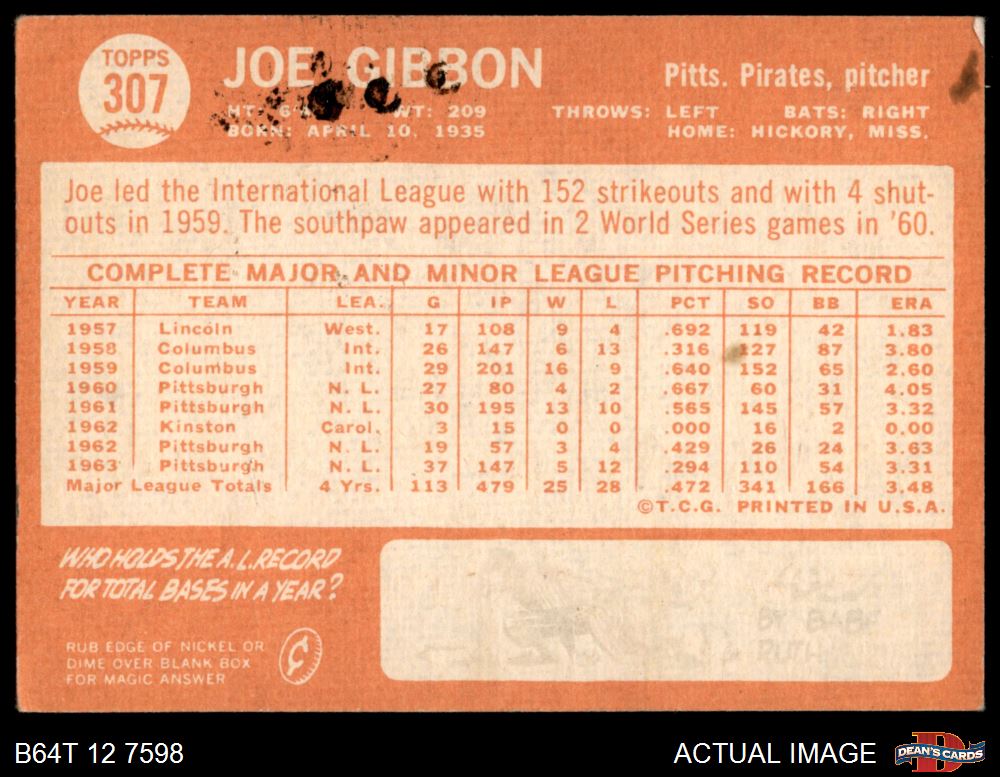 TOPPS
307
JOE GIBBON
Pitts. Pirates, pitcher
HT: WT: 209 THROWS: LEFT BATS: RIGHT
BORN: APRIL 10, 1935 HOME: HICKORY, MISS.
Joe led the International League with 152 strikeouts and with 4 shut-
outs in 1959. The southpaw appeared in 2 World Series games in '60.
COMPLETE MAJOR AND MINOR LEAGUE PITCHING RECORD
YEAR TEAM LEA. G IP W L PCT SO BB ERA
1957 Lincoln West. 17 108 9 4 .692 119 42 1.83
1958 Columbus Int. 26 147 6 13 .316 127 87 3.80
1959 Columbus Int. 29 201 16 9 .640 152 65 2.60
1960 Pittsburgh N. L. 27 80 4 2 .667 60 31 4.05
1961 Pittsburgh N. L. 30 195 13 10 .565 145 57 3.32
1962 Kinston Carol. 3 15 0 0 .000 16 2 0.00
1962 Pittsburgh N. L. 19 57 3 4 .429 26 24 3.63
1963 Pittsburgh N. L. 37 147 5 12 .294 110 54 3.31
Major League Totals 4 Yrs. 113 479 25 28 .472 341 166 3.48
©T.C.G. PRINTED IN U.S.A.
WHO HOLDS THE A.L. RECORD
FOR TOTAL BASES IN A YEAR?
RUB EDGE OF NICKEL OR
DIME OVER BLANK BOX
FOR MAGIC ANSWER
BY BABE
RUTH
B64T 12 7598
ACTUAL IMAGE
DEAN'S CARDS